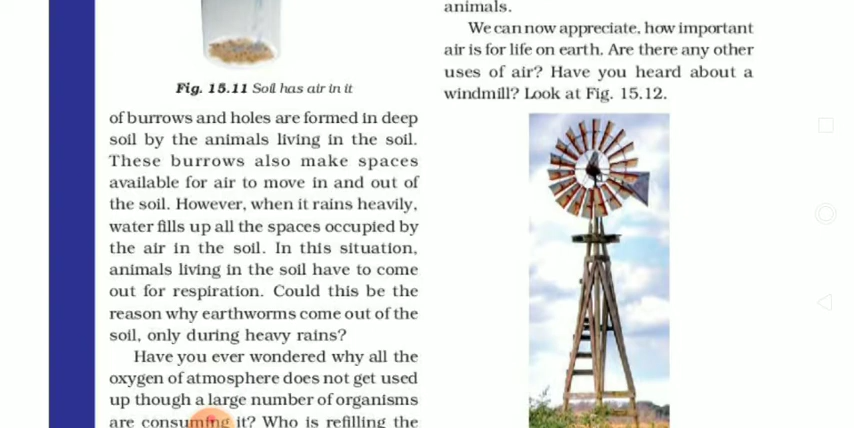 Fig. 15.11 Soil has air in it
of burrows and holes are formed in deep
soil by the animals living in the soil.
These burrows also make spaces
available for air to move in and out of
the soil. However, when it rains heavily,
water fills up all the spaces occupied by
the air in the soil. In this situation,
animals living in the soil have to come
out for respiration. Could this be the
reason why earthworms come out of the
soil, only during heavy rains?
Have you ever wondered why all the
oxygen of atmosphere does not get used
up though a large number of organisms
are consuming it? Who is refilling the
animals.
We can now appreciate, how important
air is for life on earth. Are there any other
uses of air? Have you heard about a
windmill? Look at Fig. 15.12.